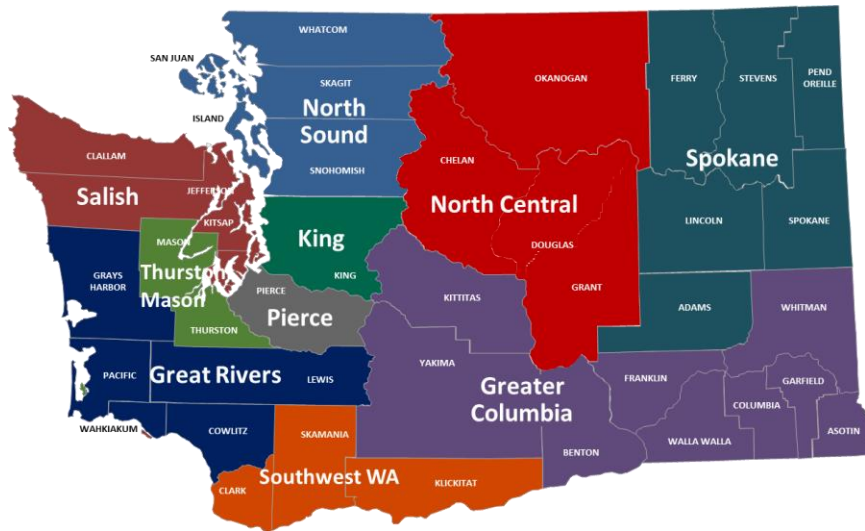 WHATCOM
SAN JUAN
SKAGIT
North
Sound
ISLAND
SNOHOMISH
OKANOGAN
FERRY
STEVENS
PEND
OREILLE
Spokane
CHELAN
North Central
DOUGLAS
GRANT
LINCOLN
SPOKANE
ADAMS
CLALLAM
Salish
JEFFERSON
KITSAP
King
KING
MASON
Thurston
Mason
THURSTON
GRAYS
HARBOR
PIERCE
Pierce
KITTITAS
YAKIMA
Greater
Columbia
WHITMAN
FRANKLIN
GARFIELD
COLUMBIA
WALLA WALLA
ASOTIN
BENTON
PACIFIC
Great Rivers
LEWIS
WAHKIAKUM
COWLITZ
SKAMANIA
Southwest WA
CLARK
KLICKITAT